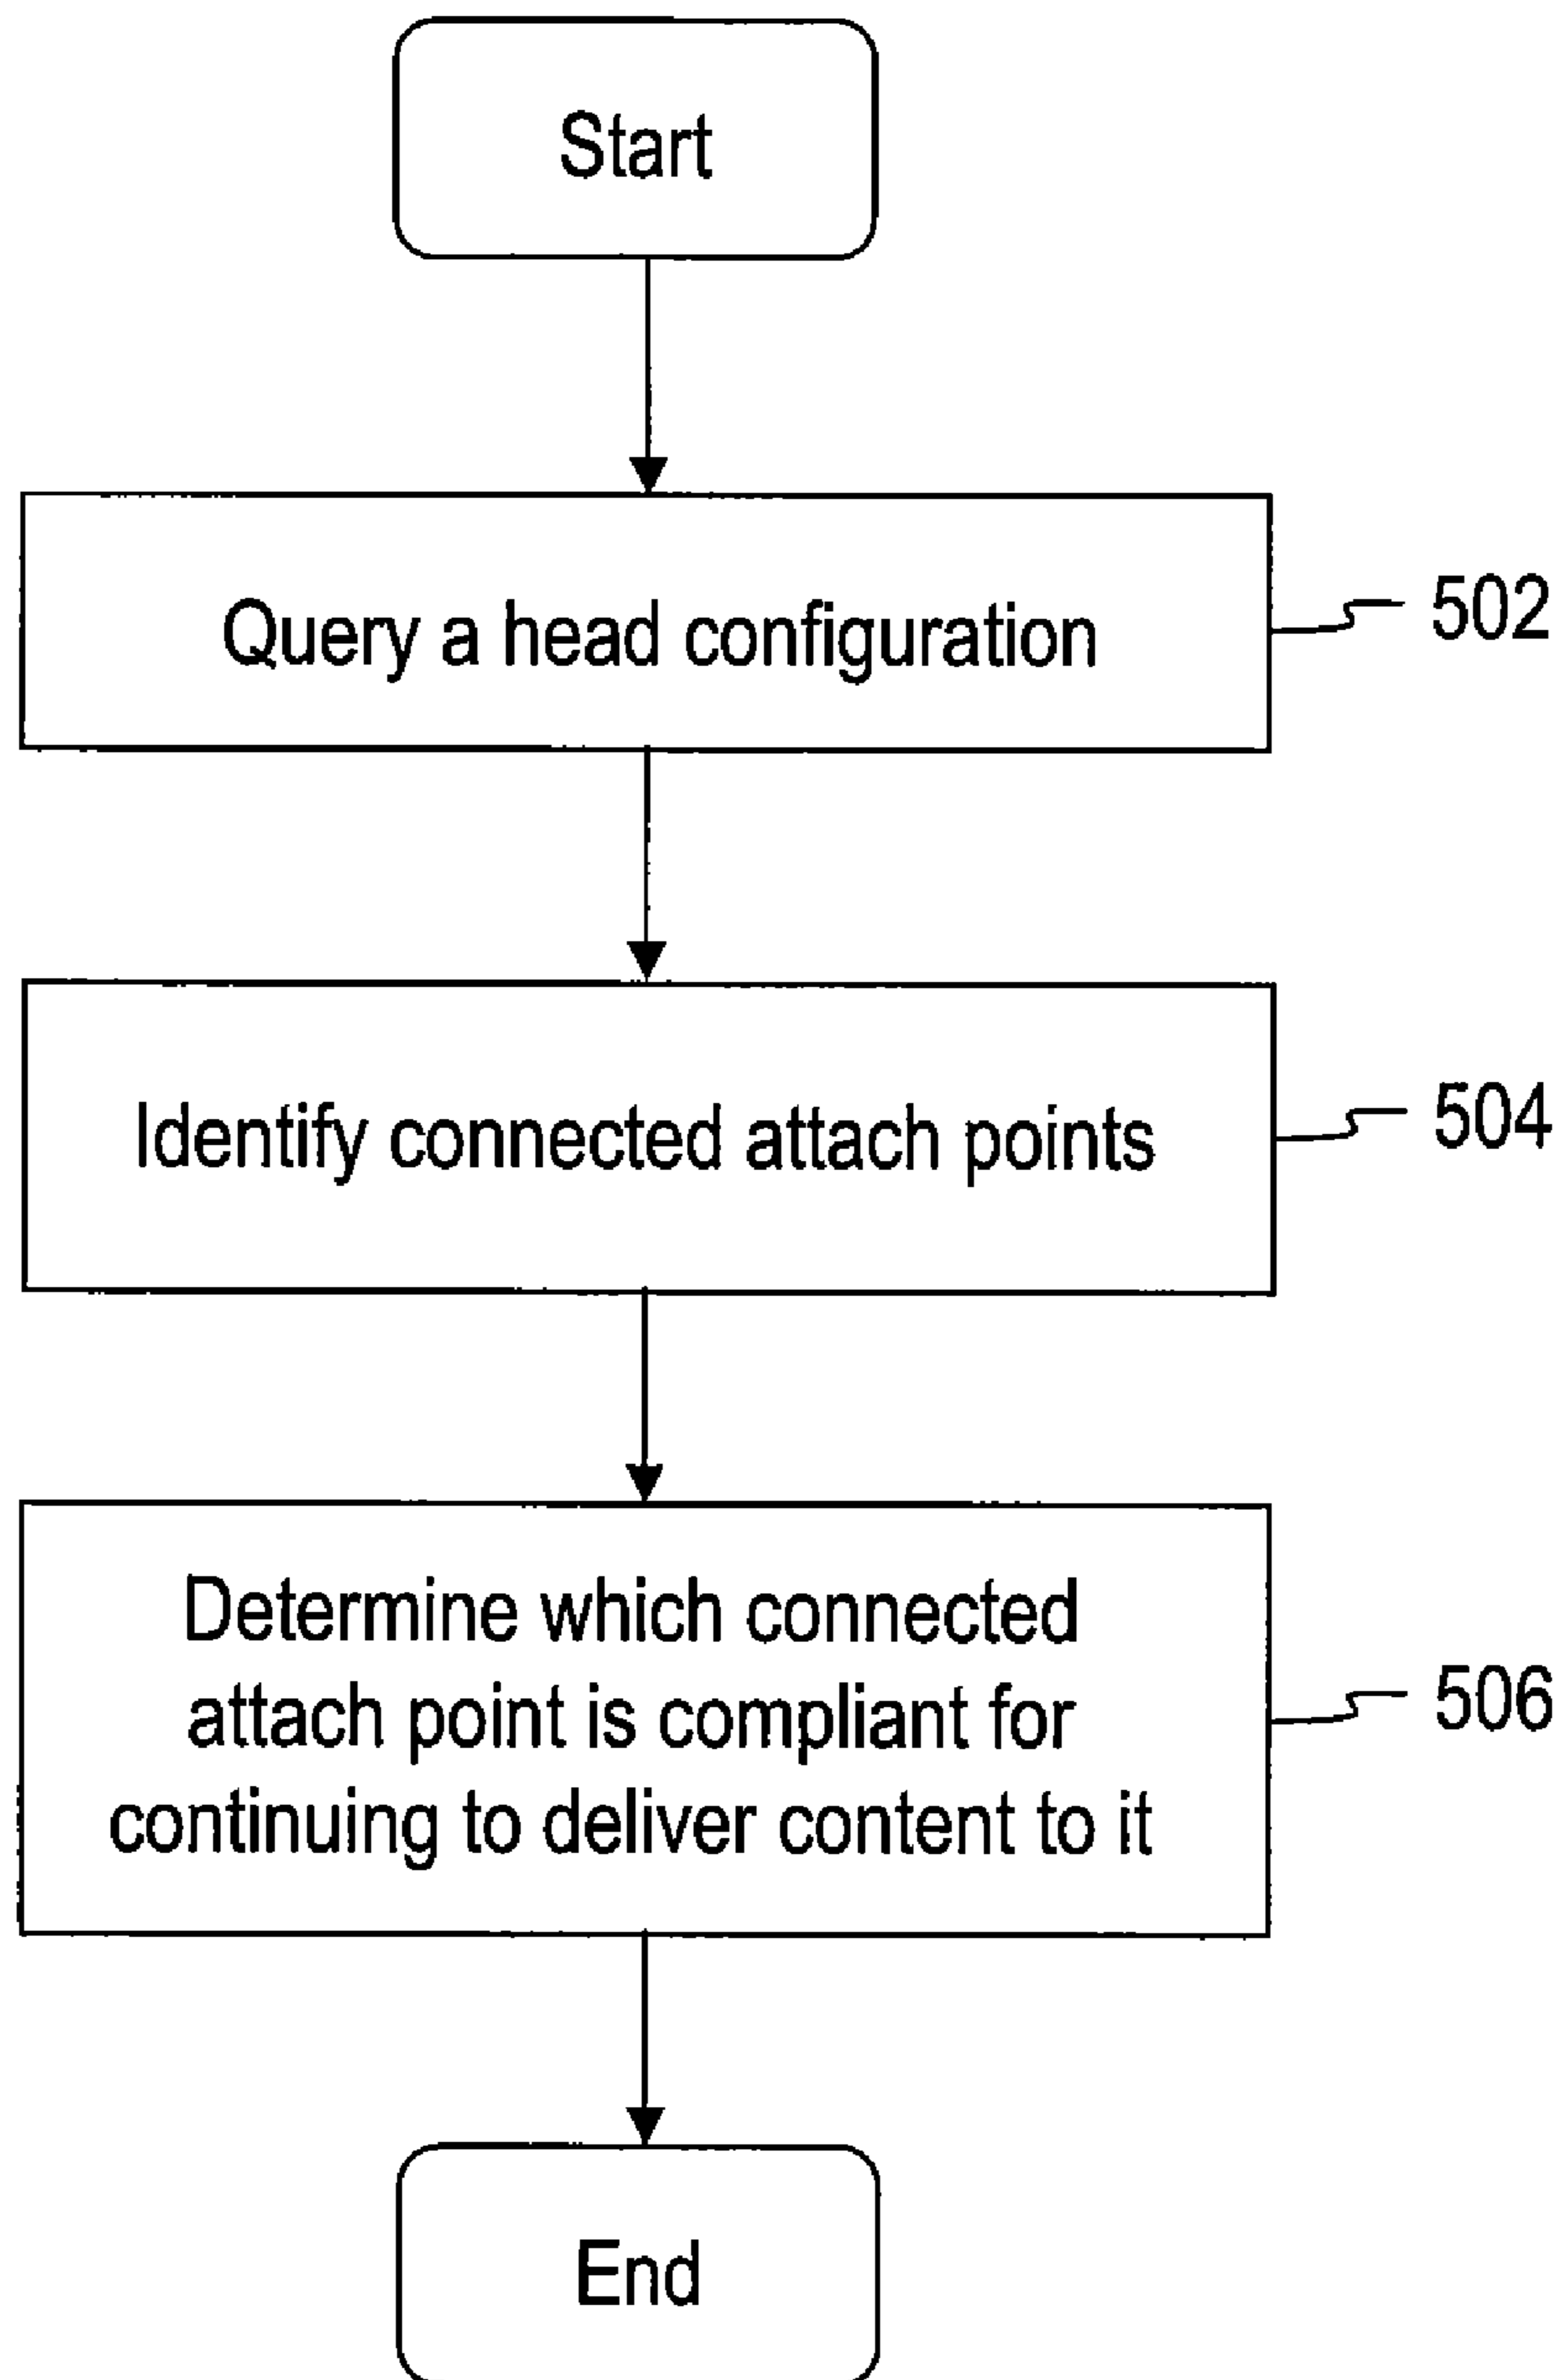 Start
Query a head configuration
502
Identify connected attach points
504
Determine which connected
attach point is compliant for
continuing to deliver content to it
506
End